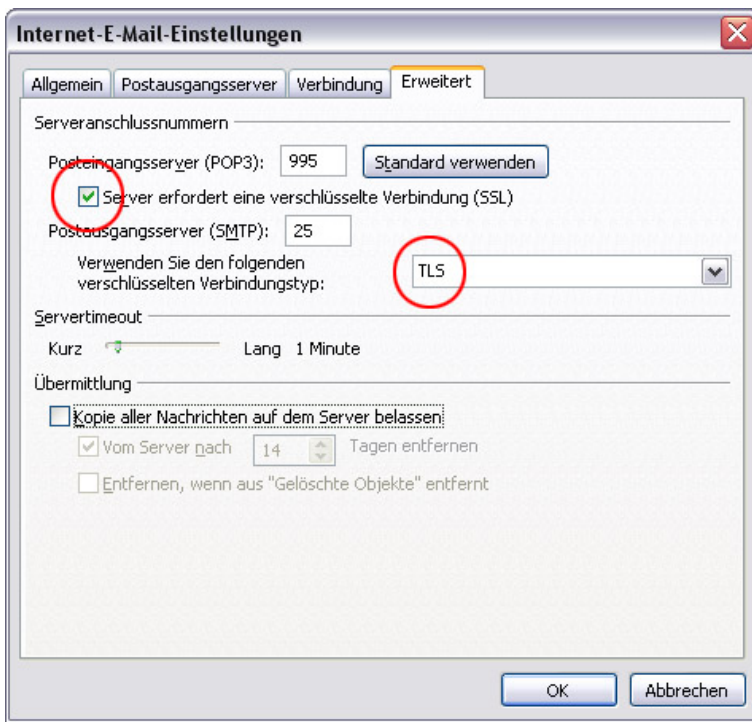 Internet-E-Mail-Einstellungen
Allgemein Postausgangsserver Verbindung Erweitert
Serveranschlussnummern
Posteingangsserver (POP3): 995 Standard verwenden
Server erfordert eine verschlüsselte Verbindung (SSL)
Postausgangsserver (SMTP): 25
Verwenden Sie den folgenden
verschlüsselten Verbindungstyp: TLS
Servertimeout
Kurz Lang 1 Minute
Übermittlung
Kopie aller Nachrichten auf dem Server belassen
Vom Server nach 14 Tagen entfernen
Entfernen, wenn aus "Gelöschte Objekte" entfernt
OK Abbrechen